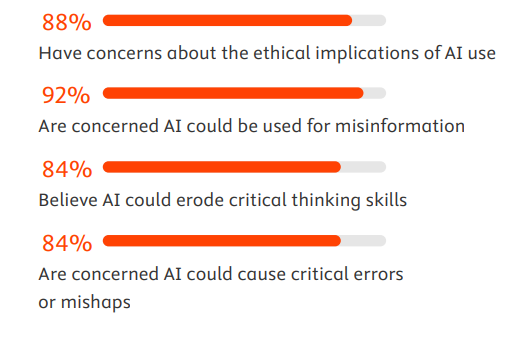 88%
Have concerns about the ethical implications of AI use
92%
Are concerned AI could be used for misinformation
84%
Believe AI could erode critical thinking skills
84%
Are concerned AI could cause critical errors
or mishaps